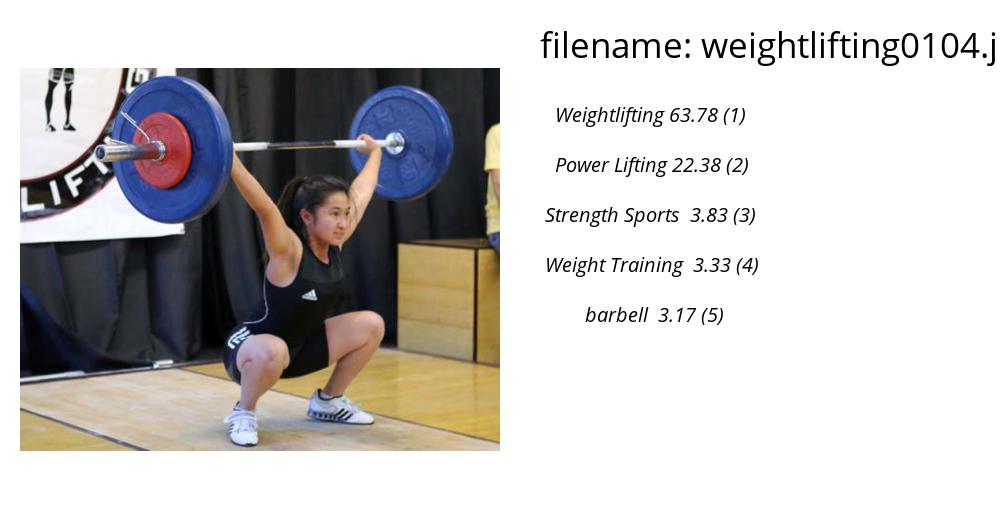 filename: weightlifting0104.j
Weightlifting 63.78 (1)
Power Lifting 22.38 (2)
Strength Sports 3.83 (3)
Weight Training 3.33 (4)
barbell 3.17 (5)
LIFT